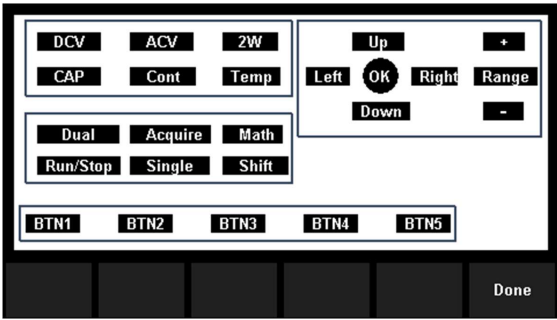 DCV ACV 2W
CAP Cont Temp
Up +
Left OK Right Range
Down -
Dual Acquire Math
Run/Stop Single Shift
BTN1 BTN2 BTN3 BTN4 BTN5
Done